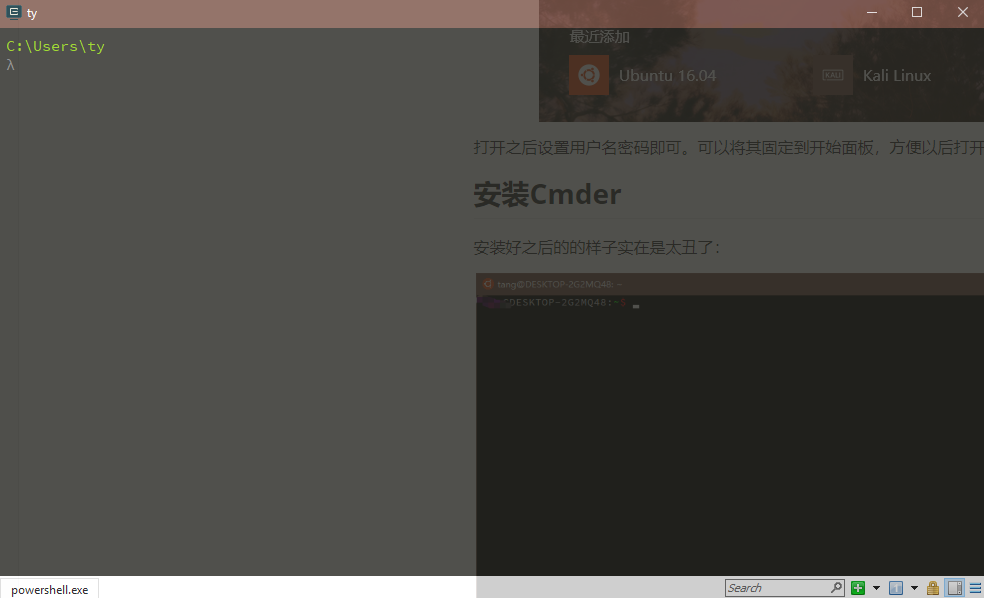 ty
C:\Users\ty
λ
最近添加
Ubuntu 16.04
KALI
Kali Linux
打开之后设置用户名密码即可。可以将其固定到开始面板，方便以后打开
安装Cmder
安装好之后的的样子实在是太丑了：
tang@DESKTOP-2G2MQ48: ~
@DESKTOP-2G2MQ48:~$
powershell.exe
Search